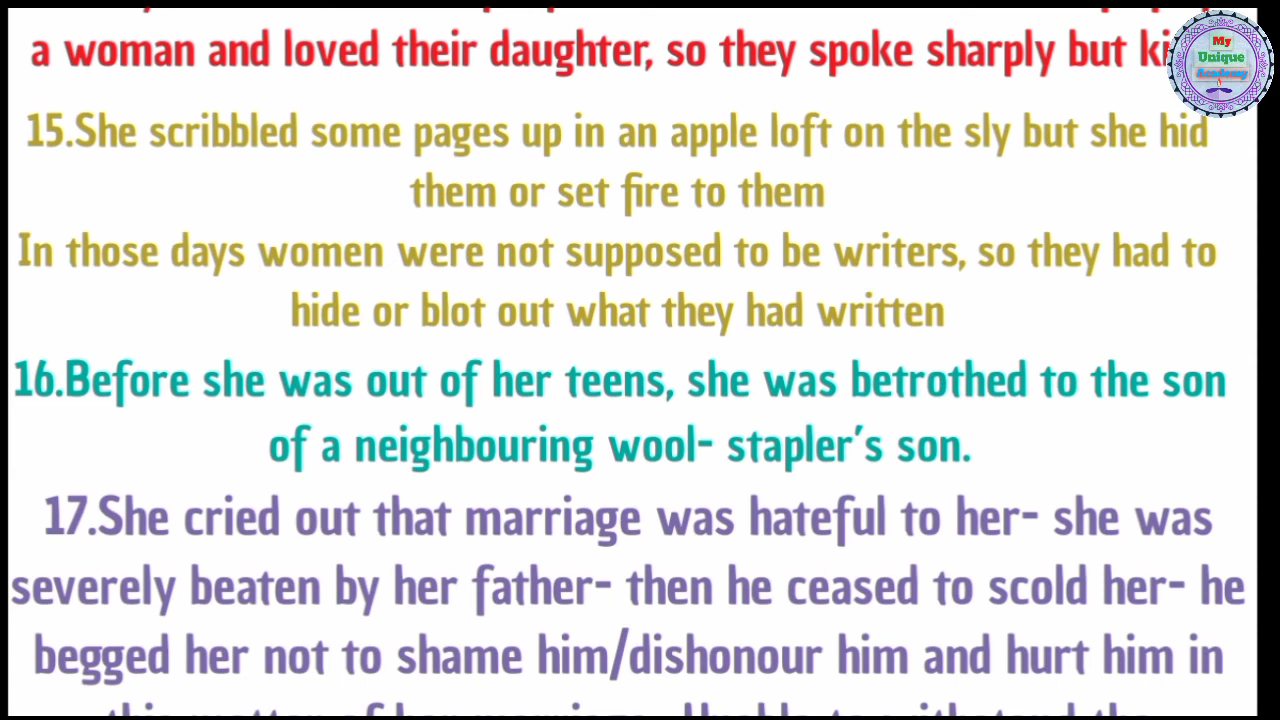 a woman and loved their daughter, so they spoke sharply but
My
Unique
Academy
15.She scribbled some pages up in an apple loft on the sly but she hid
them or set fire to them
In those days women were not supposed to be writers, so they had to
hide or blot out what they had written
16.Before she was out of her teens, she was betrothed to the son
of a neighbouring wool- stapler's son.
17.She cried out that marriage was hateful to her- she was
severely beaten by her father- then he ceased to scold her- he
begged her not to shame him/dishonour him and hurt him in